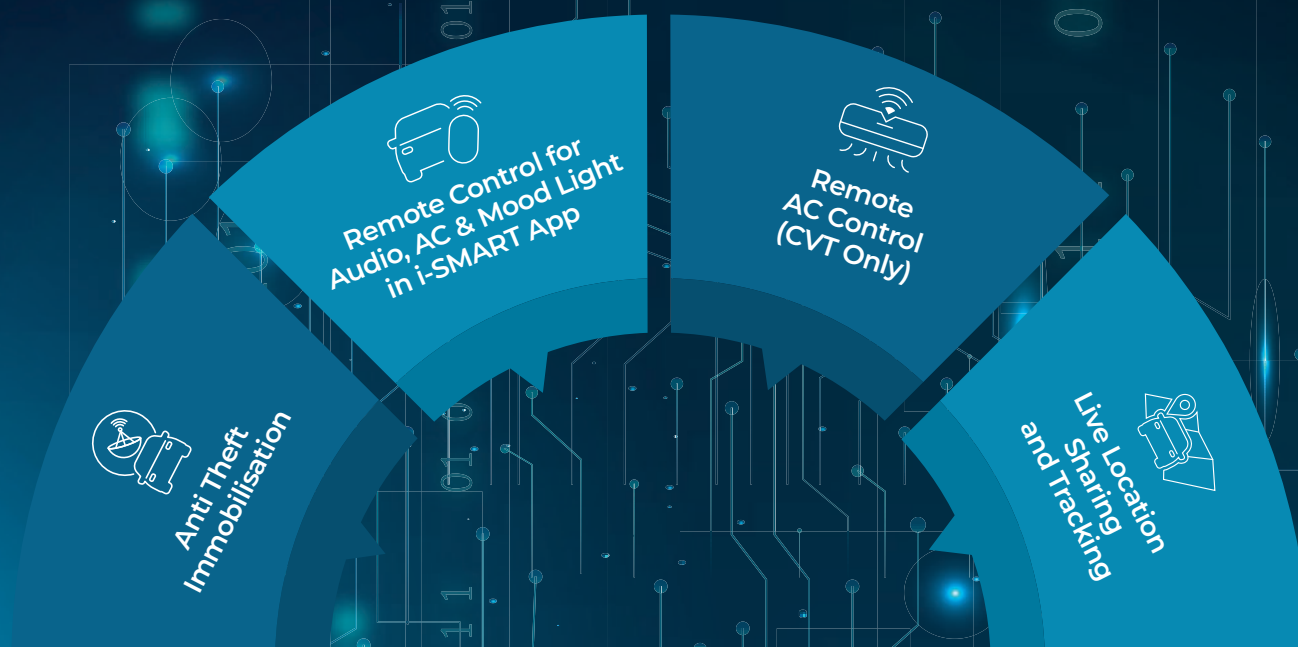 Anti Theft
Immobilisation
Remote Control for
Audio, AC & Mood Light
in i-SMART App
Remote
AC Control
(CVT Only)
Live Location
Sharing
and Tracking